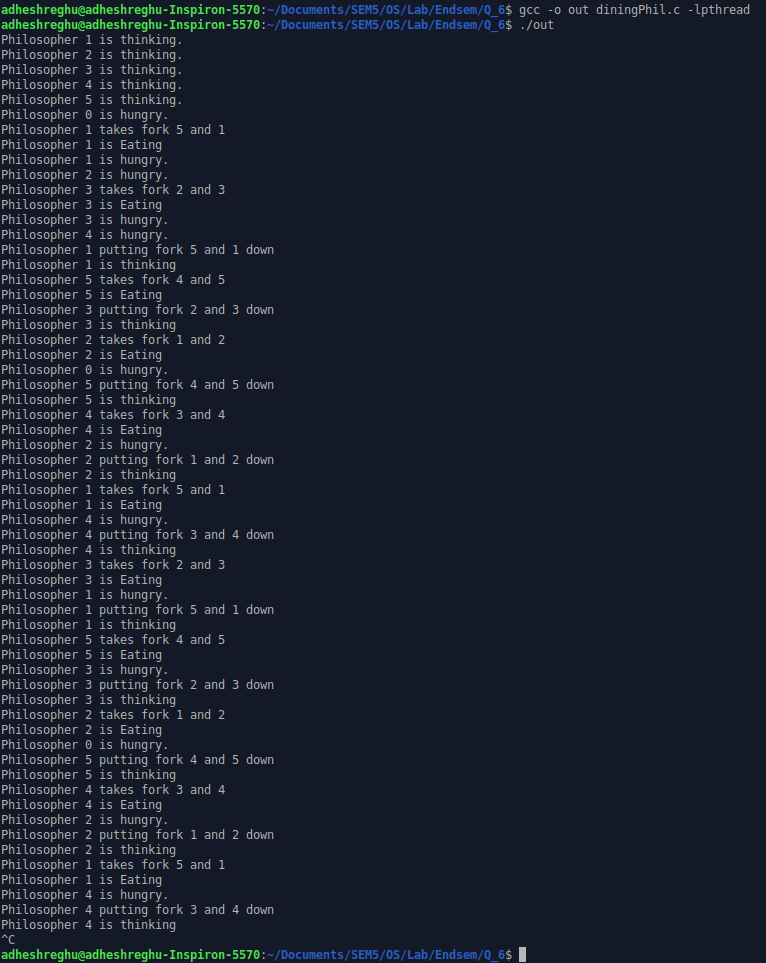 adheshreghu@adheshreghu-Inspiron-5570:~/Documents/SEM5/OS/Lab/Endsem/Q_6$ gcc -o out diningPhil.c -lpthread
adheshreghu@adheshreghu-Inspiron-5570:~/Documents/SEM5/OS/Lab/Endsem/Q_6$ ./out
Philosopher 1 is thinking.
Philosopher 2 is thinking.
Philosopher 3 is thinking.
Philosopher 4 is thinking.
Philosopher 5 is thinking.
Philosopher 0 is hungry.
Philosopher 1 takes fork 5 and 1
Philosopher 1 is Eating
Philosopher 1 is hungry.
Philosopher 2 is hungry.
Philosopher 3 takes fork 2 and 3
Philosopher 3 is Eating
Philosopher 3 is hungry.
Philosopher 4 is hungry.
Philosopher 1 putting fork 5 and 1 down
Philosopher 1 is thinking
Philosopher 5 takes fork 4 and 5
Philosopher 5 is Eating
Philosopher 3 putting fork 2 and 3 down
Philosopher 3 is thinking
Philosopher 2 takes fork 1 and 2
Philosopher 2 is Eating
Philosopher 0 is hungry.
Philosopher 5 putting fork 4 and 5 down
Philosopher 5 is thinking
Philosopher 4 takes fork 3 and 4
Philosopher 4 is Eating
Philosopher 2 is hungry.
Philosopher 2 putting fork 1 and 2 down
Philosopher 2 is thinking
Philosopher 1 takes fork 5 and 1
Philosopher 1 is Eating
Philosopher 4 is hungry.
Philosopher 4 putting fork 3 and 4 down
Philosopher 4 is thinking
Philosopher 3 takes fork 2 and 3
Philosopher 3 is Eating
Philosopher 1 is hungry.
Philosopher 1 putting fork 5 and 1 down
Philosopher 1 is thinking
Philosopher 5 takes fork 4 and 5
Philosopher 5 is Eating
Philosopher 3 is hungry.
Philosopher 3 putting fork 2 and 3 down
Philosopher 3 is thinking
Philosopher 2 takes fork 1 and 2
Philosopher 2 is Eating
Philosopher 0 is hungry.
Philosopher 5 putting fork 4 and 5 down
Philosopher 5 is thinking
Philosopher 4 takes fork 3 and 4
Philosopher 4 is Eating
Philosopher 2 is hungry.
Philosopher 2 putting fork 1 and 2 down
Philosopher 2 is thinking
Philosopher 1 takes fork 5 and 1
Philosopher 1 is Eating
Philosopher 4 is hungry.
Philosopher 4 putting fork 3 and 4 down
Philosopher 4 is thinking
^C
adheshreghu@adheshreghu-Inspiron-5570:~/Documents/SEM5/OS/Lab/Endsem/Q_6$